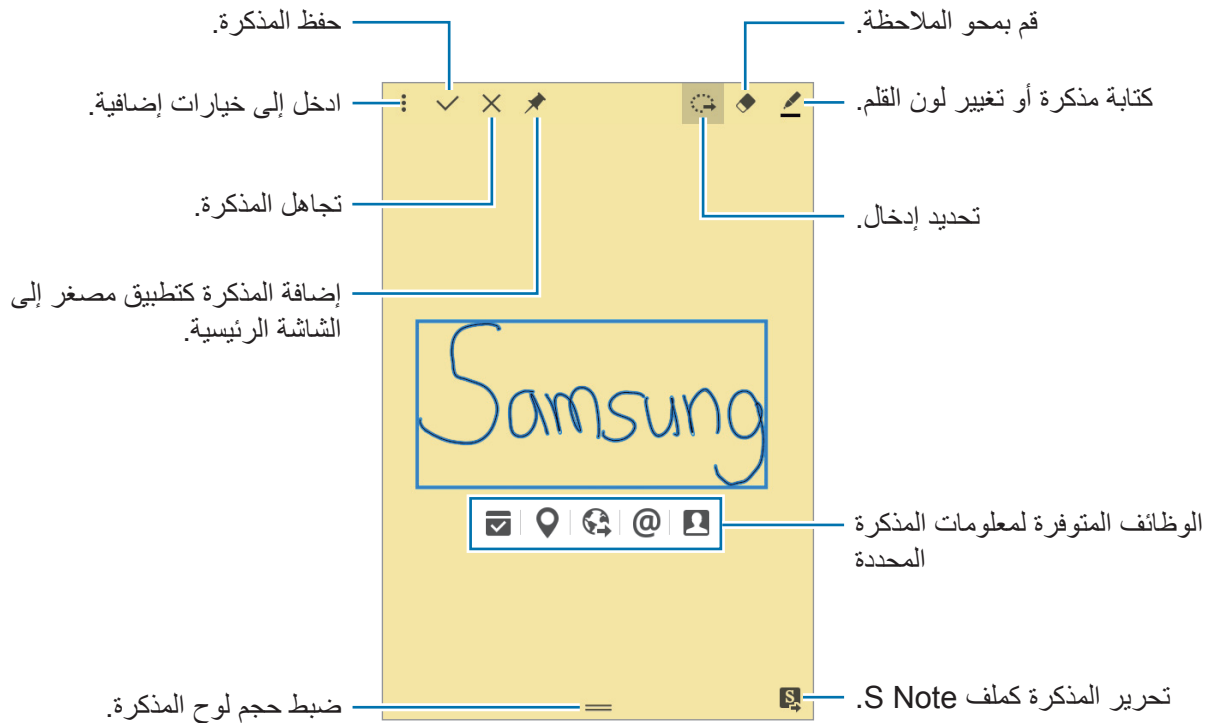 حفظ المذكرة.
قم بمحو الملاحظة.
ادخل إلى خيارات إضافية.
كتابة مذكرة أو تغيير لون القلم.
تجاهل المذكرة.
تحديد إدخال.
إضافة المذكرة كتطبيق مصغر إلى
الشاشة الرئيسية.
Samsung
@
الوظائف المتوفرة لمعلومات المذكرة
المحددة
S
تحرير المذكرة كملف S Note.
ضبط حجم لوح المذكرة.